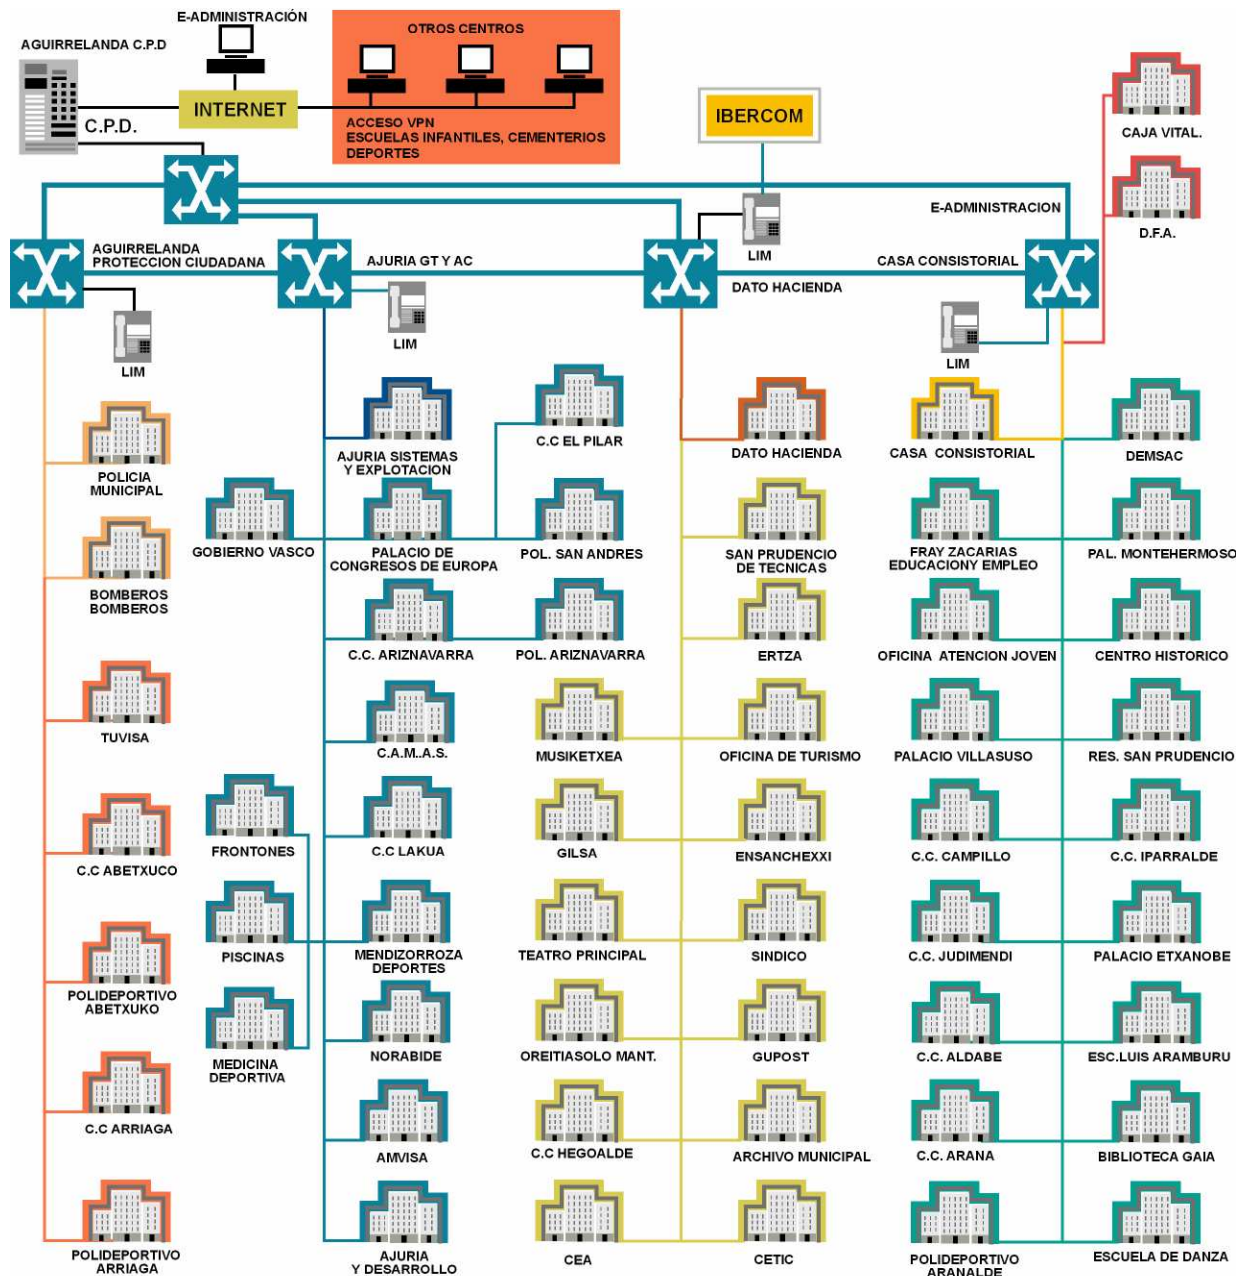 E-ADMINISTRACIÓN
AGUIRRELANDA C.P.D
C.P.D.
INTERNET
OTROS CENTROS
ACCESO VPN
ESCUELAS INFANTILES, CEMENTERIOS
DEPORTES
IBERCOM
CAJA VITAL.
D.F.A.
E-ADMINISTRACION
AGUIRRELANDA
PROTECCION CIUDADANA
AJURIA GT Y AC
LIM
CASA CONSISTORIAL
DATO HACIENDA
LIM
LIM
LIM
POLICIA
MUNICIPAL
BOMBEROS
BOMBEROS
TUVISA
C.C ABETXUCO
POLIDEPORTIVO
ABETXUKO
C.C ARRIAGA
POLIDEPORTIVO
ARRIAGA
GOBIERNO VASCO
FRONTONES
PISCINAS
MEDICINA
DEPORTIVA
AJURIA SISTEMAS
Y EXPLOTACION
PALACIO DE
CONGRESOS DE EUROPA
C.C. ARIZNAVARRA
C.A.M..A.S.
C.C LAKUA
MENDIZORROZA
DEPORTES
NORABIDE
AMVISA
AJURIA
Y DESARROLLO
C.C EL PILAR
POL. SAN ANDRES
POL. ARIZNAVARRA
MUSIKETXEA
GILSA
TEATRO PRINCIPAL
OREITIASOLO MANT.
C.C HEGOALDE
CEA
DATO HACIENDA
SAN PRUDENCIO
DE TECNICAS
ERTZA
OFICINA DE TURISMO
ENSANCHEXXI
SINDICO
GUPOST
ARCHIVO MUNICIPAL
CETIC
CASA CONSISTORIAL
FRAY ZACARIAS
EDUCACIONY EMPLEO
OFICINA ATENCION JOVEN
PALACIO VILLASUSO
C.C. CAMPILLO
C.C. JUDIMENDI
C.C. ALDABE
C.C. ARANA
POLIDEPORTIVO
ARANALDE
DEMSAC
PAL. MONTEHERMOSO
CENTRO HISTORICO
RES. SAN PRUDENCIO
C.C. IPARRALDE
PALACIO ETXANOBE
ESC.LUIS ARAMBURU
BIBLIOTECA GAIA
ESCUELA DE DANZA